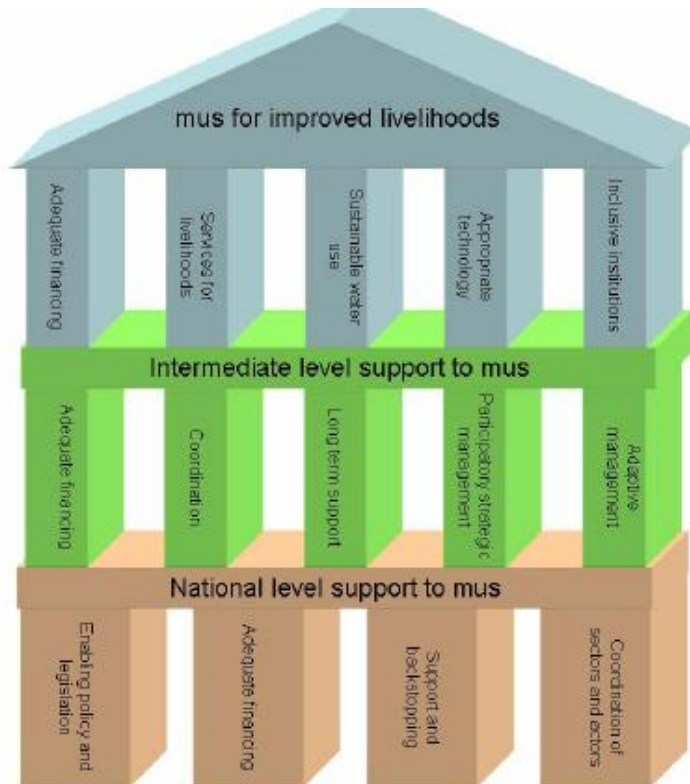 mus for improved livelihoods
Adequate financing
Services for
livelihoods
Sustainable water
use
Appropriate
technology
Inclusive institutions
Intermediate level support to mus
Adequate financing
Coordination
Long term support
Participatory strategic
management
Adaptive
management
National level support to mus
Enabling policy and
legislation
Adequate financing
Support and
backstopping
Coordination of
sectors and actors